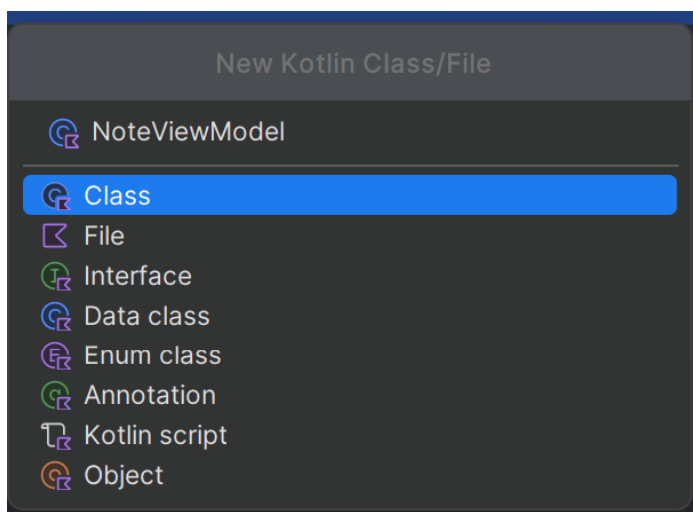 New Kotlin Class/File
NoteViewModel
Class
File
Interface
Data class
Enum class
Annotation
Kotlin script
Object